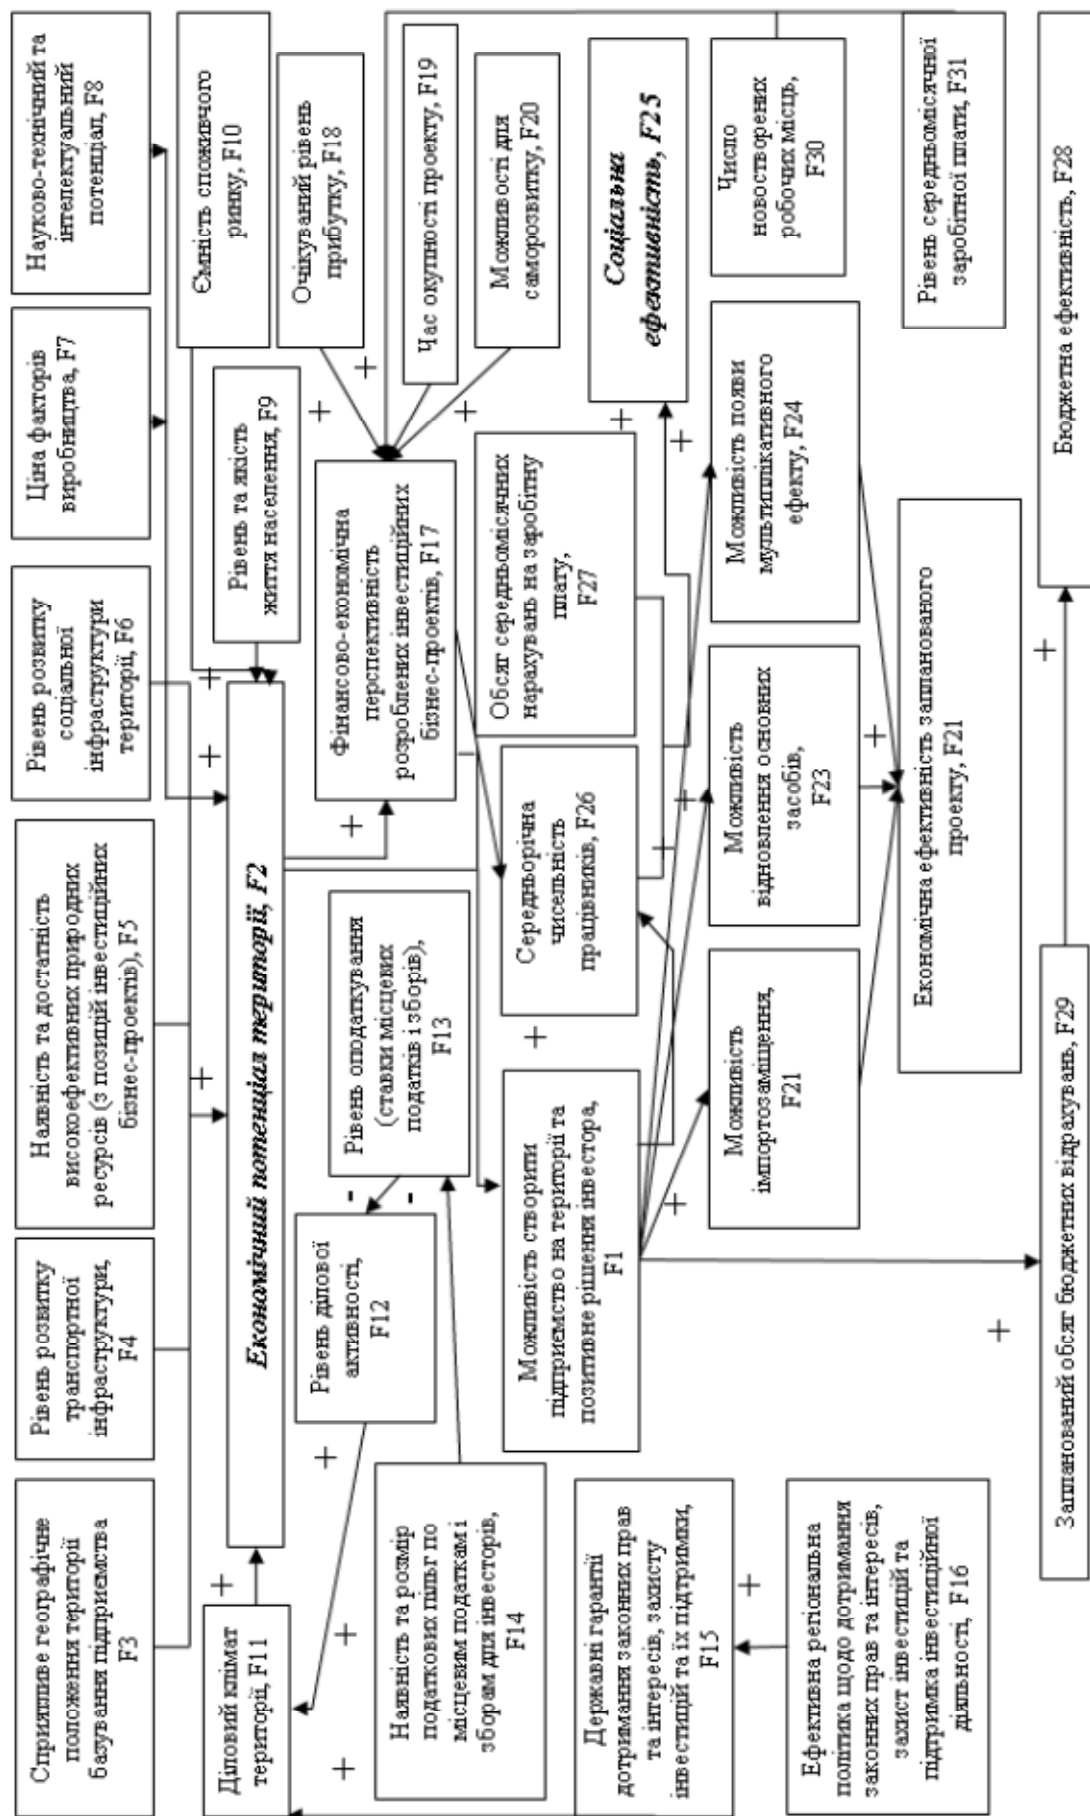 Сприятливе географічне
положення території
базування підприємства
F3
Рівень розвитку
транспортної
інфраструктури,
F4
Наявність та достатність
високоефективних природних
ресурсів (з позицій інвестиційних
бізнес-проектів), F5
Рівень розвитку
соціальної
інфраструктури
території, F6
Ціна факторів
виробництва, F7
Науково-технічний та
інтелектуальний
потенціал, F8
Діловий клімат
території, F11
Економічний потенціал території, F2
Рівень та якість
життя населення, F9
Ємність споживчого
ринку, F10
Рівень ділової
активності,
F12
Рівень оподаткування
(ставки місцевих
податків і зборів),
F13
Фінансово-економічна
перспективність
розроблених інвестиційних
бізнес-проектів, F17
Очікуваний рівень
прибутку, F18
Час окупності проекту, F19
Можливості для
саморозвитку, F20
Наявність та розмір
податкових пільг по
місцевим податкам і
зборам для інвесторів,
F14
Можливість створити
підприємство на території та
позитивне рішення інвестора,
F1
Середньорічна
чисельність
працівників, F26
Обсяг середньомісячних
нарахувань на заробітну
плату,
F27
Соціальна
ефективність, F25
Державні гарантії
дотримання законних прав
та інтересів, захисту
інвестицій та їх підтримки,
F15
Можливість
імпортозаміщення,
F21
Можливість
відновлення основних
засобів,
F23
Можливість появи
мультиплікативного
ефекту, F24
Число
новостворених
робочих місць,
F30
Ефективна регіональна
політика щодо дотримання
законних прав та інтересів,
захист інвестицій та
підтримка інвестиційної
діяльності, F16
Економічна ефективність запланованого
проекту, F21
Рівень середньомісячної
заробітної плати, F31
Запланований обсяг бюджетних відрахувань, F29
Бюджетна ефективність, F28